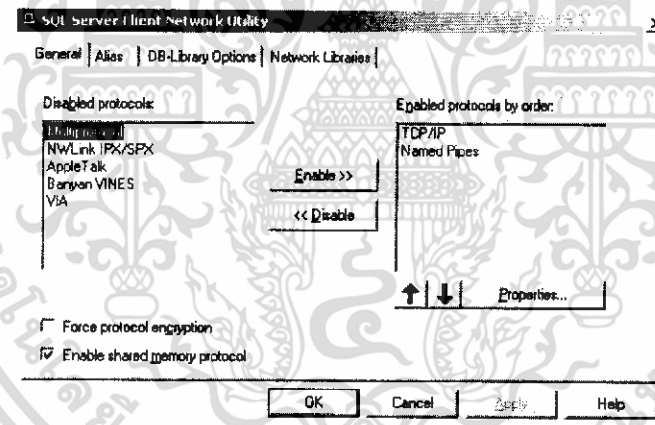 SQL Server Client Network Utility
General Alias DB-Library Options Network Libraries
Disabled protocols: Enabled protocols by order:
Multiprotocol TCP/IP
NWLink IPX/SPX Named Pipes
AppleTalk
Banyan VINES
VIA
Enable >>
<< Disable
Properties...
Force protocol encryption
Enable shared memory protocol
OK Cancel Apply Help